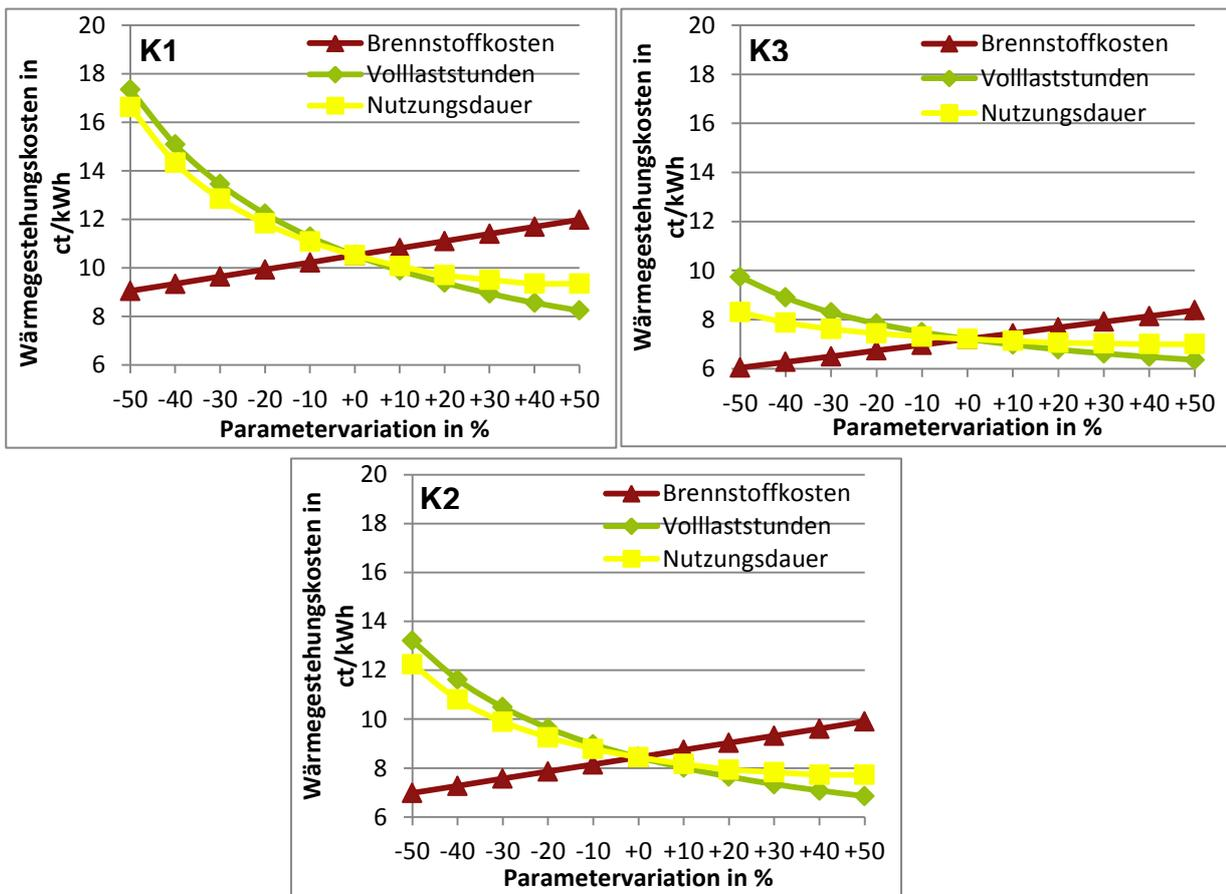 K1
Brennstoffkosten
Volllaststunden
Nutzungsdauer
Wärmegestehungskosten in
ct/kWh
20
18
16
14
12
10
8
6
-50 -40 -30 -20 -10 +0 +10 +20 +30 +40 +50
Parametervariation in %
K3
Brennstoffkosten
Volllaststunden
Nutzungsdauer
Wärmegestehungskosten in
ct/kWh
20
18
16
14
12
10
8
6
-50 -40 -30 -20 -10 +0 +10 +20 +30 +40 +50
Parametervariation in %
K2
Brennstoffkosten
Volllaststunden
Nutzungsdauer
Wärmegestehungskosten in
ct/kWh
20
18
16
14
12
10
8
6
-50 -40 -30 -20 -10 +0 +10 +20 +30 +40 +50
Parametervariation in %